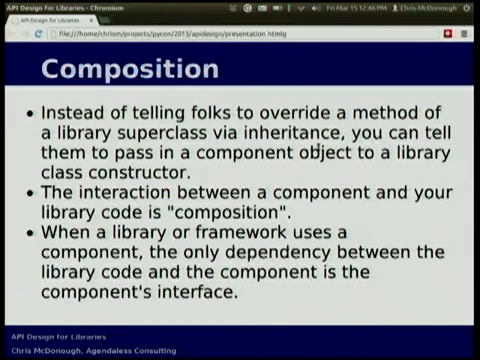 API Design for Libraries - Chromium
Fri Mar 15 12:46 PM
Chris McDonough
API Design for Libraries
file:///home/chrism/projects/pycon/2013/apidesign/presentation.html
Composition
• Instead of telling folks to override a method of
a library superclass via inheritance, you can tell
them to pass in a component object to a library
class constructor.
• The interaction between a component and your
library code is "composition".
• When a library or framework uses a
component, the only dependency between the
library code and the component is the
component's interface.
API Design for Libraries
Chris McDonough, Agendaless Consulting